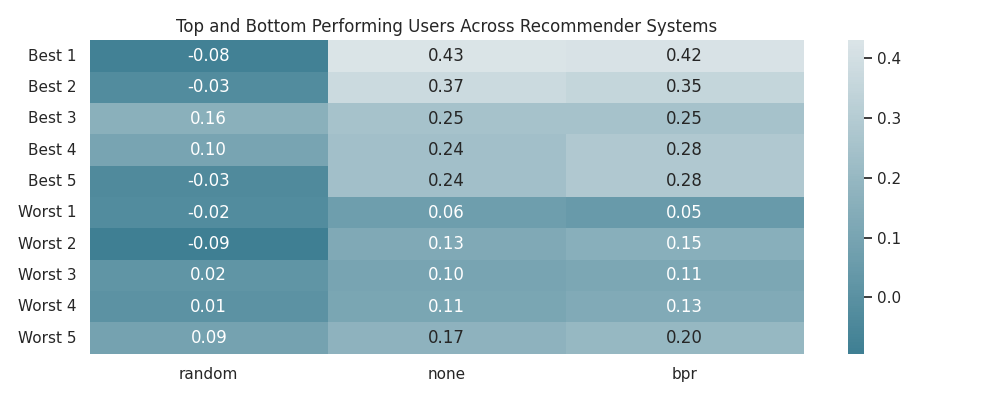 Top and Bottom Performing Users Across Recommender Systems
Best 1 -0.08 0.43 0.42
Best 2 -0.03 0.37 0.35
Best 3 0.16 0.25 0.25
Best 4 0.10 0.24 0.28
Best 5 -0.03 0.24 0.28
Worst 1 -0.02 0.06 0.05
Worst 2 -0.09 0.13 0.15
Worst 3 0.02 0.10 0.11
Worst 4 0.01 0.11 0.13
Worst 5 0.09 0.17 0.20
random none bpr
0.4
0.3
0.2
0.1
0.0